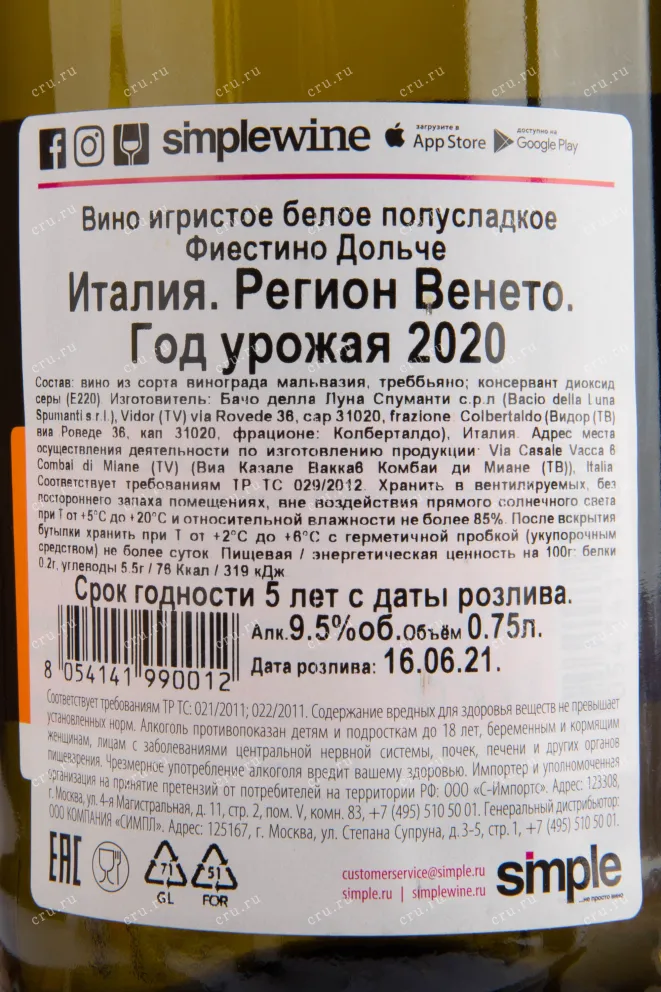 simplewine загрузите в App Store доступно на Google Play
Вино игристое белое полусладкое
Фиестино Дольче
Италия. Регион Венето.
Год урожая 2020
Состав: вино из сорта винограда мальвазия, треббьяно; консервант диоксид
серы (Е220). Изготовитель: Бачо делла Луна Спуманти с.р.л (Bacio della Luna
Spumanti s r l.), Vidor (TV) via Rovede 36, cap 31020, frazione Colbertaldo (Видор (ТВ)
виа Роведе 36, кап 31020, фрационе: Колберталдо), Италия. Адрес места
осуществления деятельности по изготовлению продукции: Via Casale Vacca 6
Combai di Miane (TV) (Виа Казале Вакка6 Комбаи ди Миане (ТВ)), Italia
Соответствует требованиям ТР ТС 029/2012. Хранить в вентилируемых, без
постороннего запаха помещениях, вне воздействия прямого солнечного света
при Т от +5°С до +20°С и относительной влажности не более 85%. После вскрытия
бутылки хранить при Т от +2°С до +6°С с герметичной пробкой (укупорочным
средством) не более суток. Пищевая / энергетическая ценность на 100г: белки
0.2г, углеводы 5.5г / 76 Ккал / 319 кДж
Срок годности 5 лет с даты розлива.
Алк.9.5%об.Объём 0.75л.
Дата розлива: 16.06.21.
8 054141 990012
Соответствует требованиям ТР ТС: 021/2011; 022/2011. Содержание вредных для здоровья веществ не превышает
установленных норм. Алкоголь противопоказан детям и подросткам до 18 лет, беременным и кормящим
женщинам, лицам с заболеваниями центральной нервной системы, почек, печени и других органов
пищеварения. Чрезмерное употребление алкоголя вредит вашему здоровью. Импортер и уполномоченная
организация на принятие претензий от потребителей на территории РФ: ООО «С-Импортс». Адрес: 123308,
г. Москва, ул. 4-я Магистральная, д. 11, стр. 2, пом. V, комн. 83, +7 (495) 510 50 01. Генеральный дистрибьютор:
ООО КОМПАНИЯ «СИМПЛ». Адрес: 125167, г. Москва, ул. Степана Супруна, д.3-5, стр. 1, +7 (495) 510 50 01.
EAC
71 51
GL FOR
customerservice@simple.ru
simple.ru | simplewine.ru
simple
...не просто вино
cru.ru